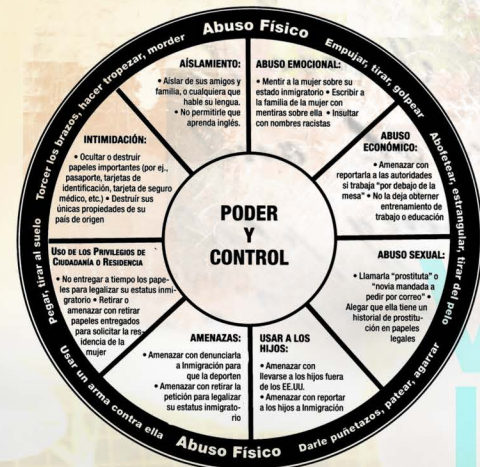 Abuso Físico
Empujar, tirar, golpear
Abofetear, estrangular, tirar del pelo
Darle puñetazos, patear, agarrar
Abuso Físico
Usar un arma contra ella
Pegar, tirar al suelo
Torcer los brazos, hacer tropezar, morder
PODER
Y
CONTROL
ABUSO EMOCIONAL:
• Mentir a la mujer sobre su
estado inmigratorio • Escribir a
la familia de la mujer con
mentiras sobre ella • Insultar
con nombres racistas
ABUSO
ECONÓMICO:
• Amenazar con
reportarla a las autoridades
si trabaja "por debajo de la
mesa" • No la deja obterner
entrenamiento de
trabajo o educación
ABUSO SEXUAL:
• Llamarla "prostituta" o
"novia mandada a
pedir por correo" •
Alegar que ella tiene un
historial de prostitu-
ción en papeles
legales
USAR A LOS
HIJOS:
• Amenazar con
llevarse a los hijos fuera
de los EE.UU.
• Amenazar con reportar
a los hijos a Inmigración
AMENAZAS:
• Amenazar con denunciarla
a Inmigración para
que la deporten
• Amenazar con retirar la
petición para legalizar
su estatus inmigrato-
rio
USO DE LOS PRIVILEGIOS DE
CIUDADANÍA O RESIDENCIA
• No entregar a tiempo los pape-
les para legalizar su estatus inmi-
gratorio • Retirar o
amenazar con retirar
papeles entregados
para solicitar la res-
idencia de la
mujer
INTIMIDACIÓN:
• Ocultar o destruir
papeles importantes (por ej.,
pasaporte, tarjetas de
identificación, tarjeta de seguro
médico, etc.) • Destruir sus
únicas propiedades de su
país de origen
AÍSLAMIENTO:
• Aislar de sus amigos y
familia, o cualquiera que
hable su lengua.
• No permitirle que
aprenda inglés.